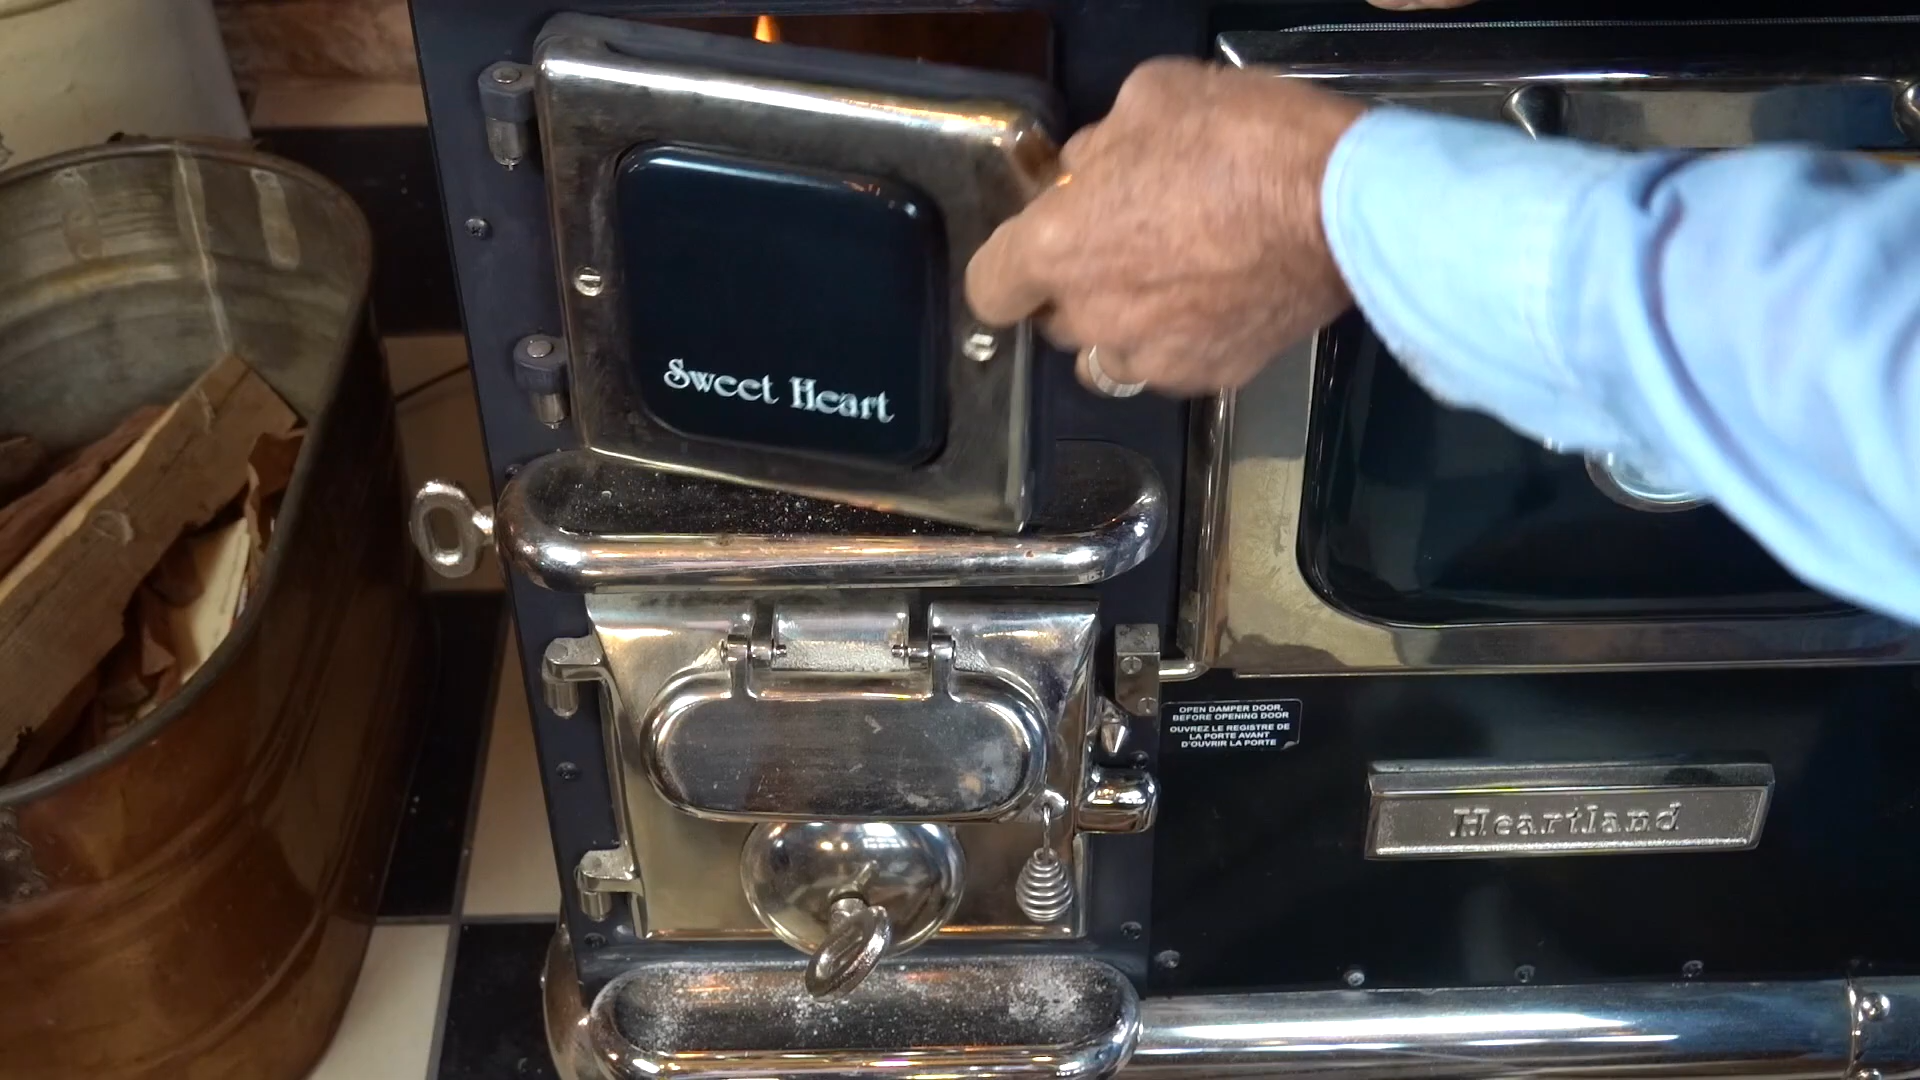 Sweet Heart
OPEN DAMPER DOOR,
BEFORE OPENING DOOR
OUVREZ LE REGISTRE DE
LA PORTE AVANT
D'OUVRIR LA PORTE
Heartland